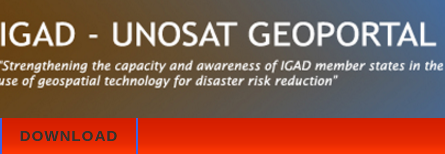 IGAD - UNOSAT GEOPORTAL
"Strengthening the capacity and awareness of IGAD member states in the
use of geospatial technology for disaster risk reduction"
DOWNLOAD